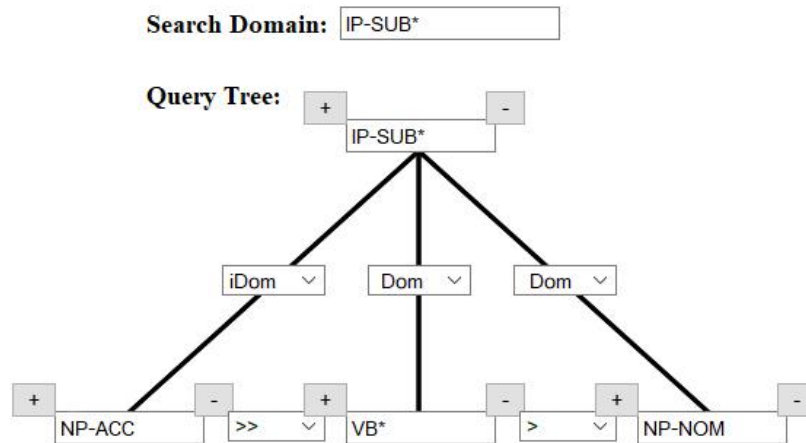 Search Domain: IP-SUB*
Query Tree:
+ -
IP-SUB*
iDom Dom Dom
+ - + - + -
NP-ACC >> VB* > NP-NOM